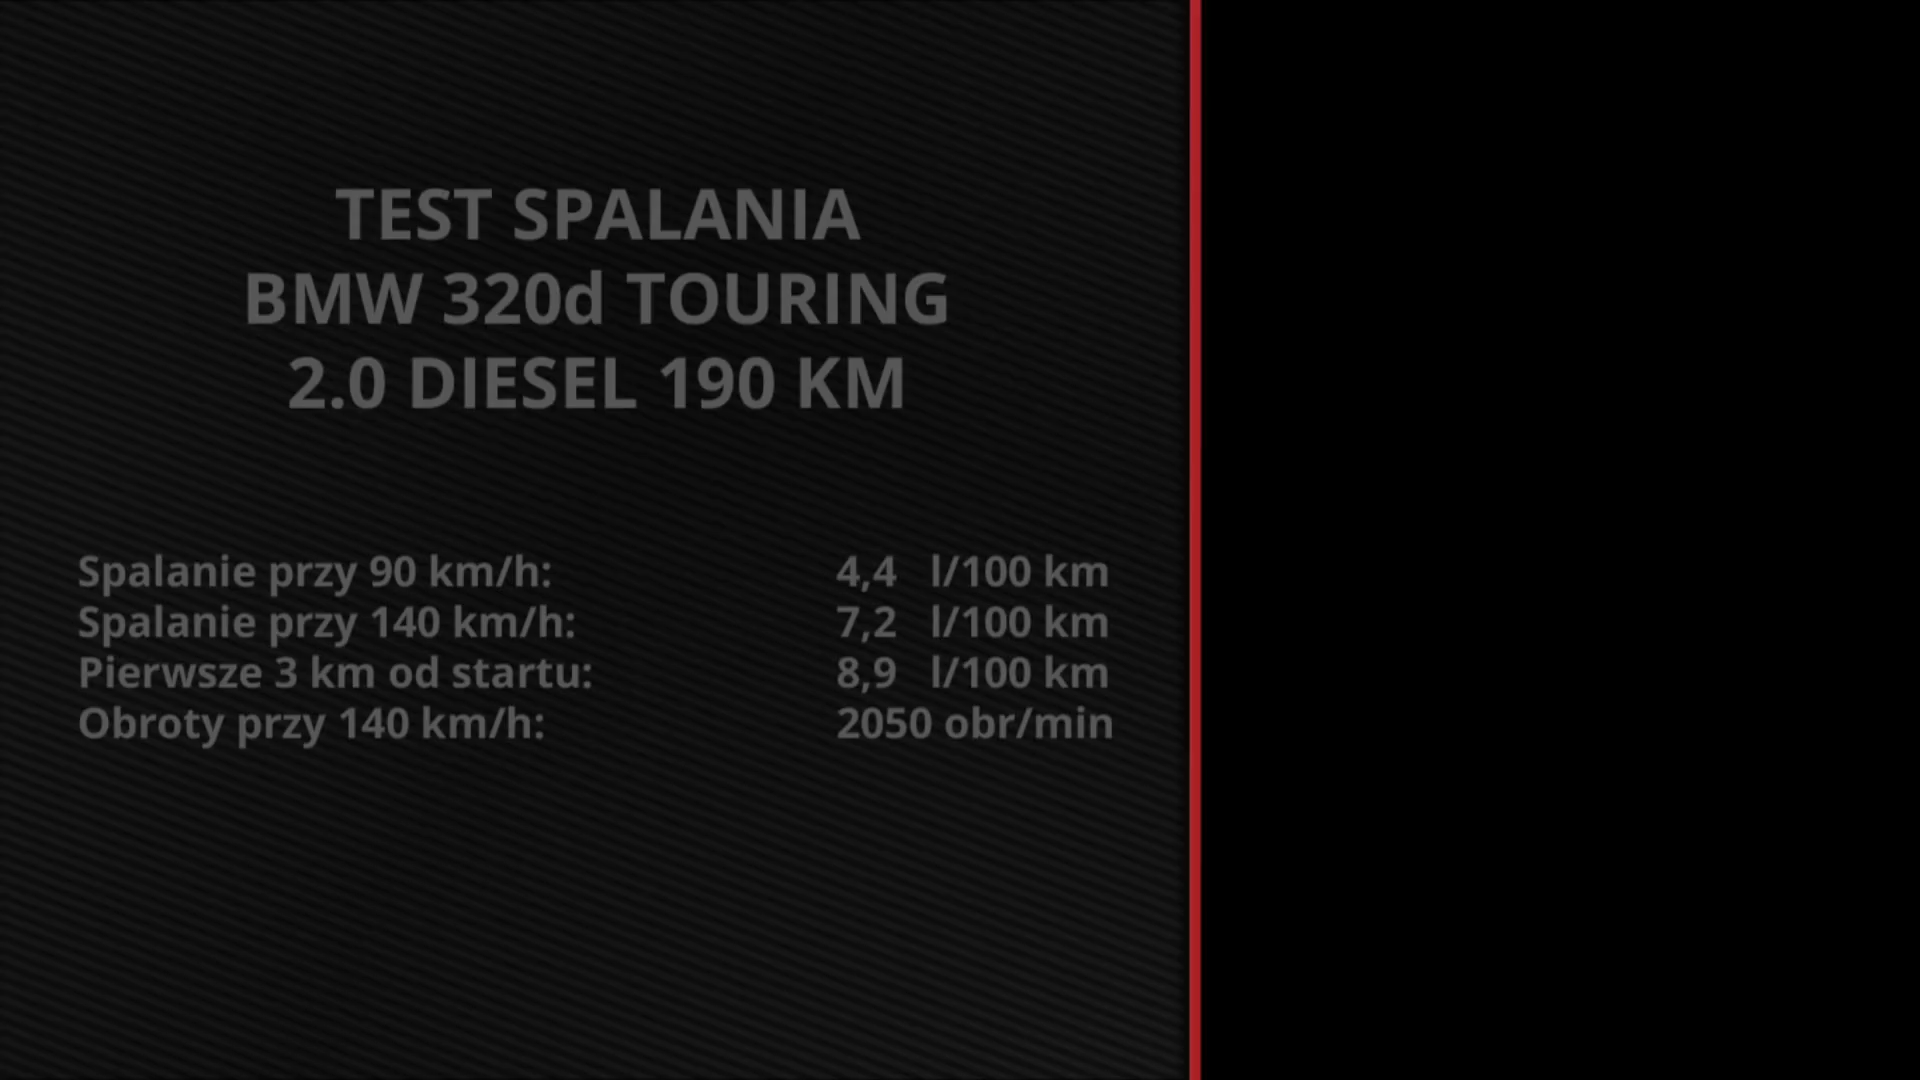 TEST SPALANIA
BMW 320d TOURING
2.0 DIESEL 190 KM
Spalanie przy 90 km/h: 4,4 l/100 km
Spalanie przy 140 km/h: 7,2 l/100 km
Pierwsze 3 km od startu: 8,9 l/100 km
Obroty przy 140 km/h: 2050 obr/min